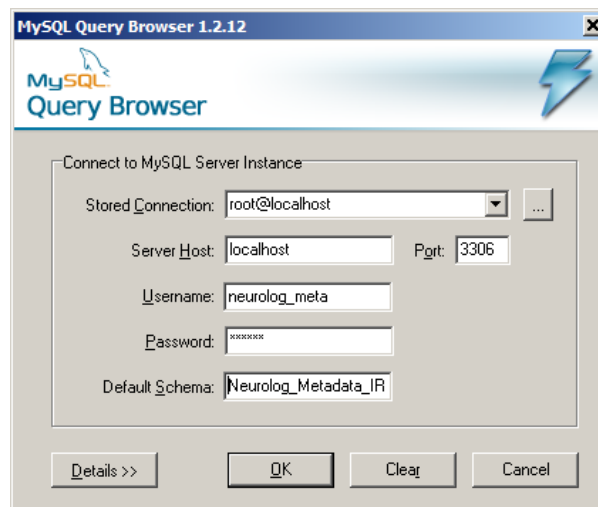 MySQL Query Browser 1.2.12
MySQL
Query Browser
Connect to MySQL Server Instance
Stored Connection: root@localhost ...
Server Host: localhost Port: 3306
Username: neurolog_meta
Password: ******
Default Schema: Neurolog_Metadata_IR
Details >> OK Clear Cancel